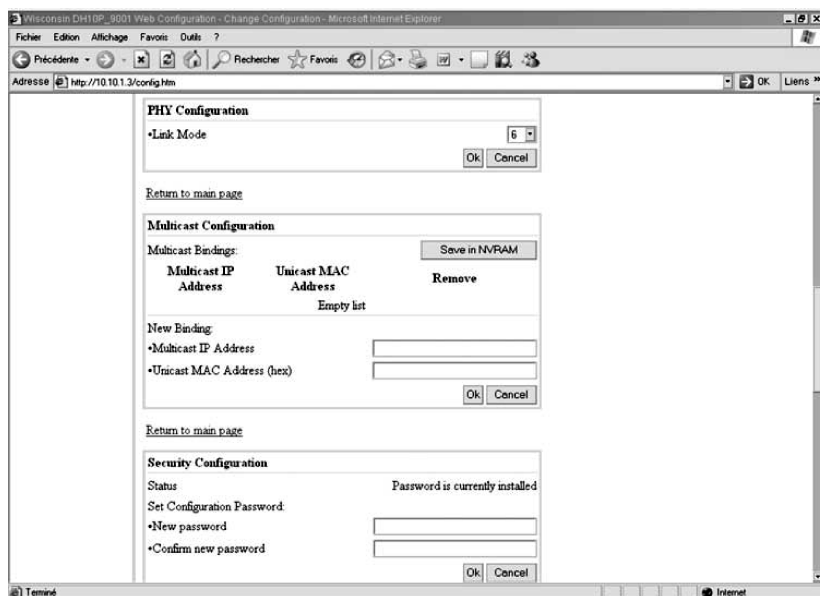 Wisconsin DH10P_9001 Web Configuration - Change Configuration - Microsoft Internet Explorer
Fichier Edition Affichage Favoris Outils ?
Précédente Rechercher Favoris
Adresse http://10.10.1.3/config.htm OK Liens »
PHY Configuration
•Link Mode 6
Ok Cancel
Return to main page
Multicast Configuration
Multicast Bindings: Save in NVRAM
Multicast IP Address Unicast MAC Address Remove
Empty list
New Binding:
•Multicast IP Address
•Unicast MAC Address (hex)
Ok Cancel
Return to main page
Security Configuration
Status Password is currently installed
Set Configuration Password:
•New password
•Confirm new password
Ok Cancel
Terminé Internet